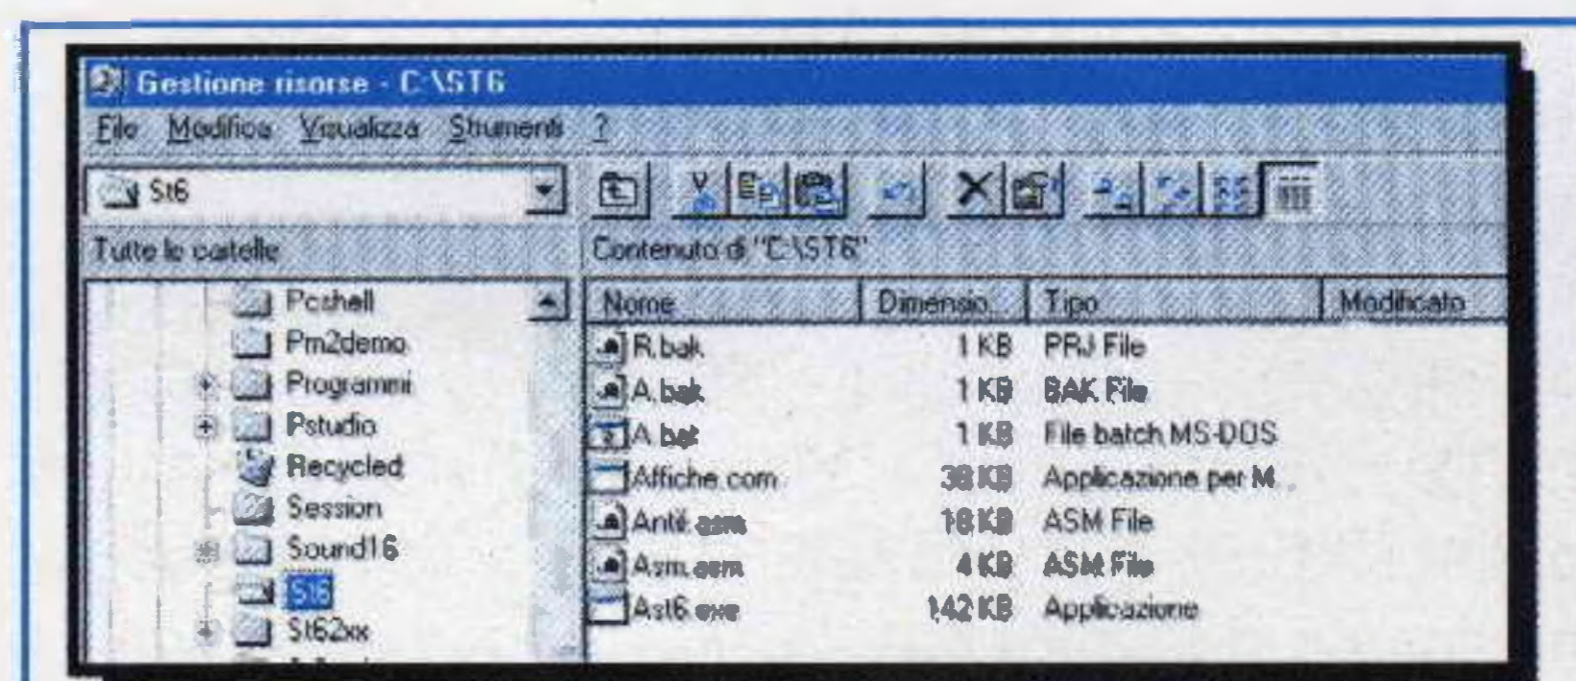 Gestione risorse - C:\ST6
File Modifica Visualizza Strumenti ?
St6
Tutte le cartelle
Contenuto di "C:\ST6"
Pcshell
Pm2demo
Programmi
Pstudio
Recycled
Session
Sound16
St6
St62xx
Nome Dimensio... Tipo Modificato
R.bak 1 KB PRJ File
A.bak 1 KB BAK File
A.bat 1 KB File batch MS-DOS
Affiche.com 38 KB Applicazione per M...
.asm 18 KB ASM File
Asm.asm 4 KB ASM File
Ast6.exe 142 KB Applicazione